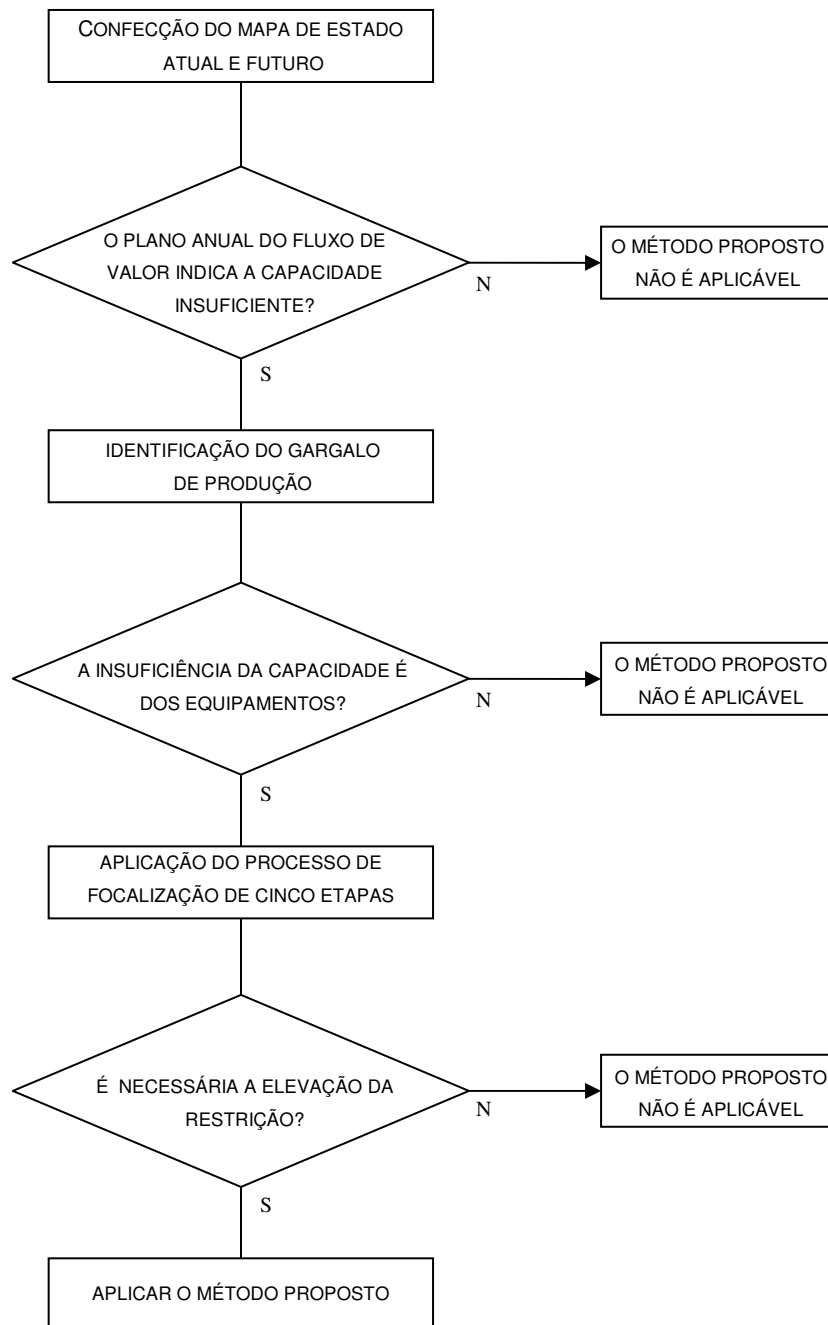 CONFECÇÃO DO MAPA DE ESTADO
ATUAL E FUTURO
O PLANO ANUAL DO FLUXO DE
VALOR INDICA A CAPACIDADE
INSUFICIENTE?
N
O MÉTODO PROPOSTO
NÃO É APLICÁVEL
S
IDENTIFICAÇÃO DO GARGALO
DE PRODUÇÃO
A INSUFICIÊNCIA DA CAPACIDADE É
DOS EQUIPAMENTOS?
N
O MÉTODO PROPOSTO
NÃO É APLICÁVEL
S
APLICAÇÃO DO PROCESSO DE
FOCALIZAÇÃO DE CINCO ETAPAS
É NECESSÁRIA A ELEVAÇÃO DA
RESTRIÇÃO?
N
O MÉTODO PROPOSTO
NÃO É APLICÁVEL
S
APLICAR O MÉTODO PROPOSTO